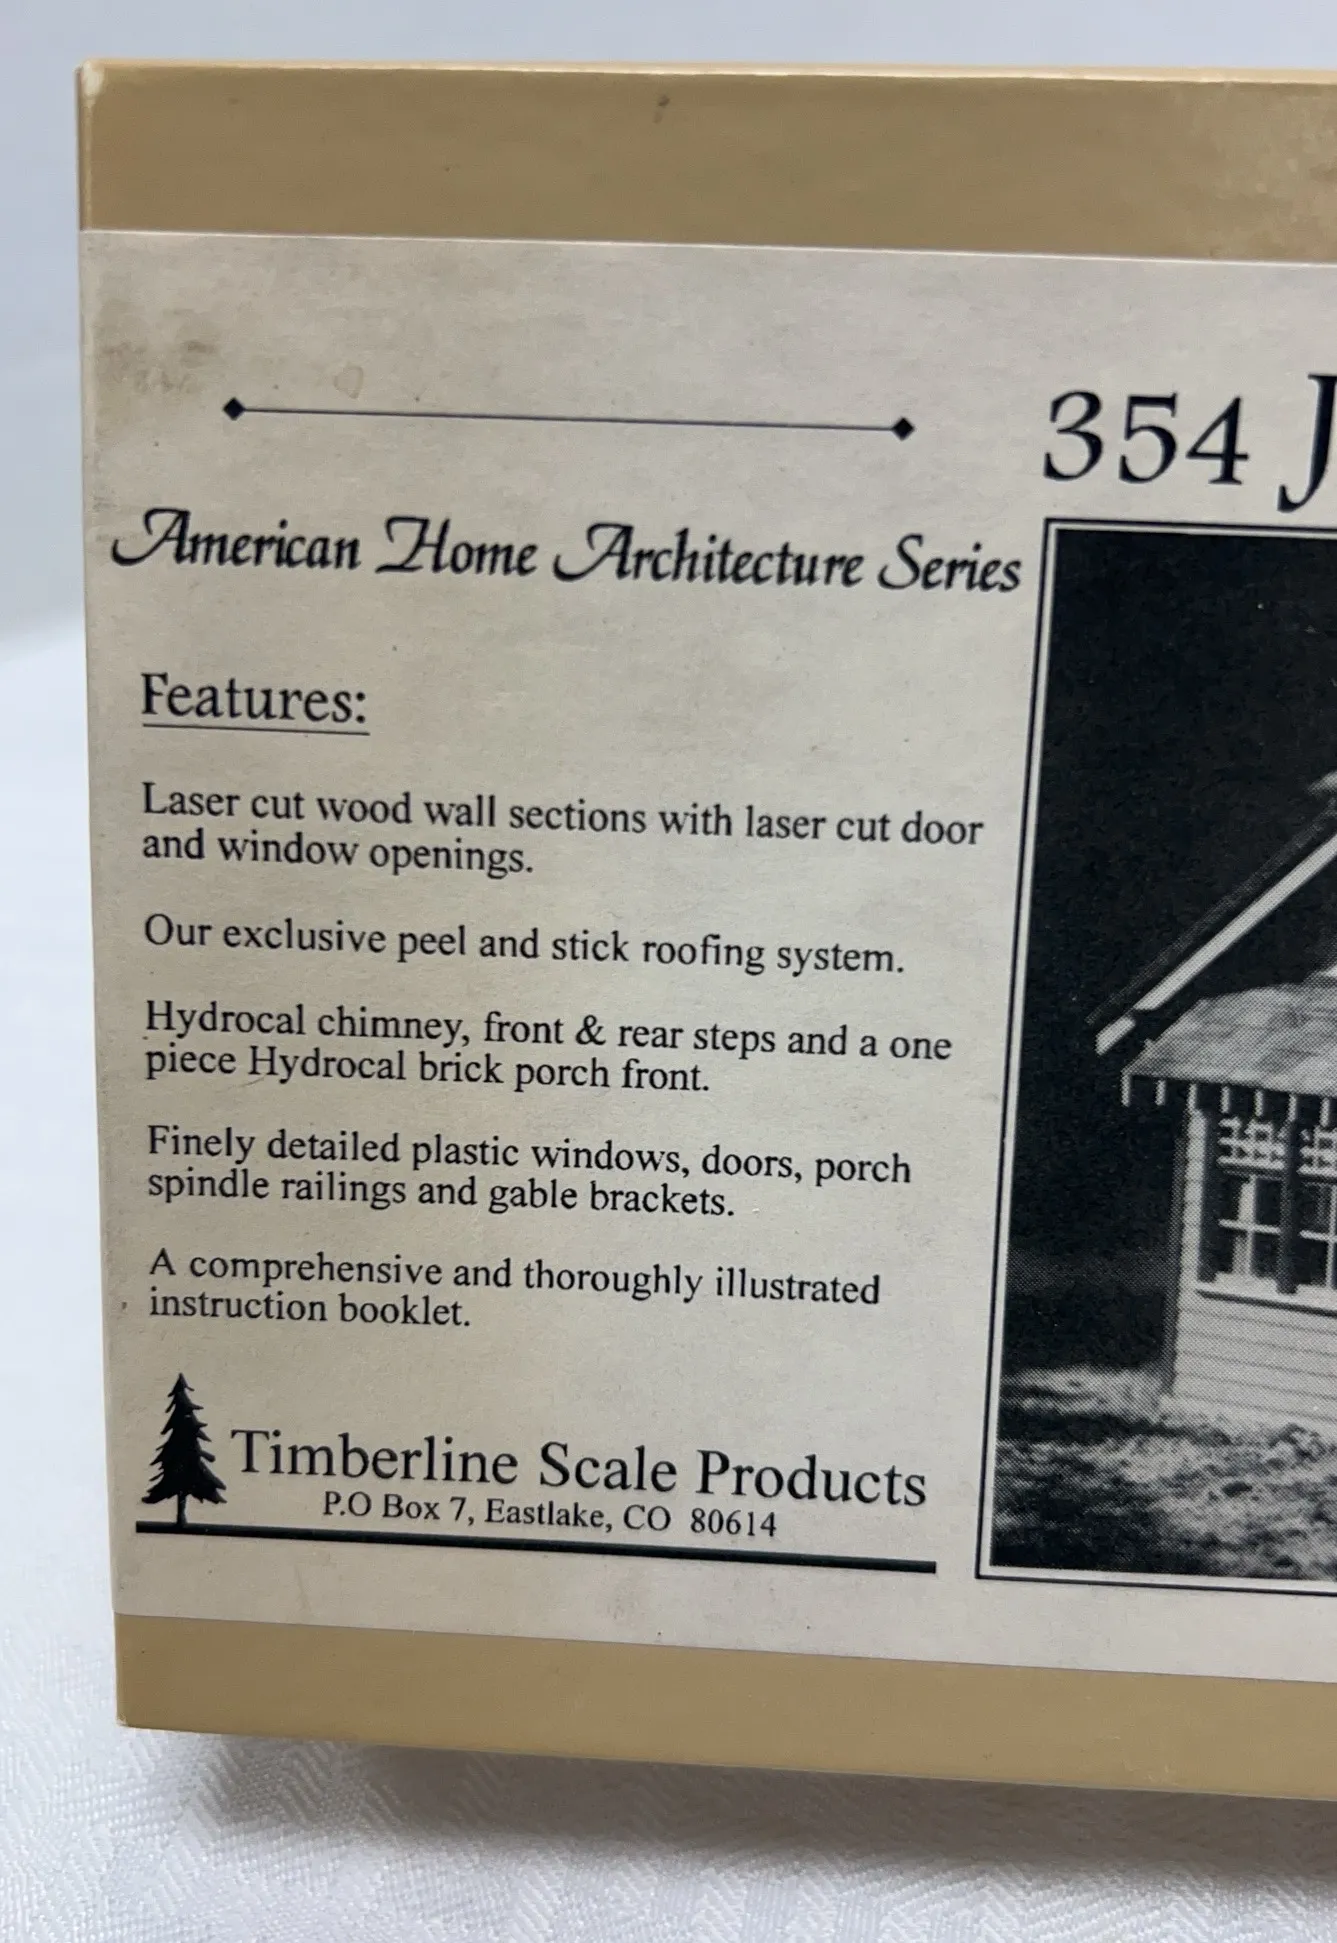 354 J
American Home Architecture Series
Features:
Laser cut wood wall sections with laser cut door
and window openings.
Our exclusive peel and stick roofing system.
Hydrocal chimney, front & rear steps and a one
piece Hydrocal brick porch front.
Finely detailed plastic windows, doors, porch
spindle railings and gable brackets.
A comprehensive and thoroughly illustrated
instruction booklet.
Timberline Scale Products
P.O Box 7, Eastlake, CO 80614